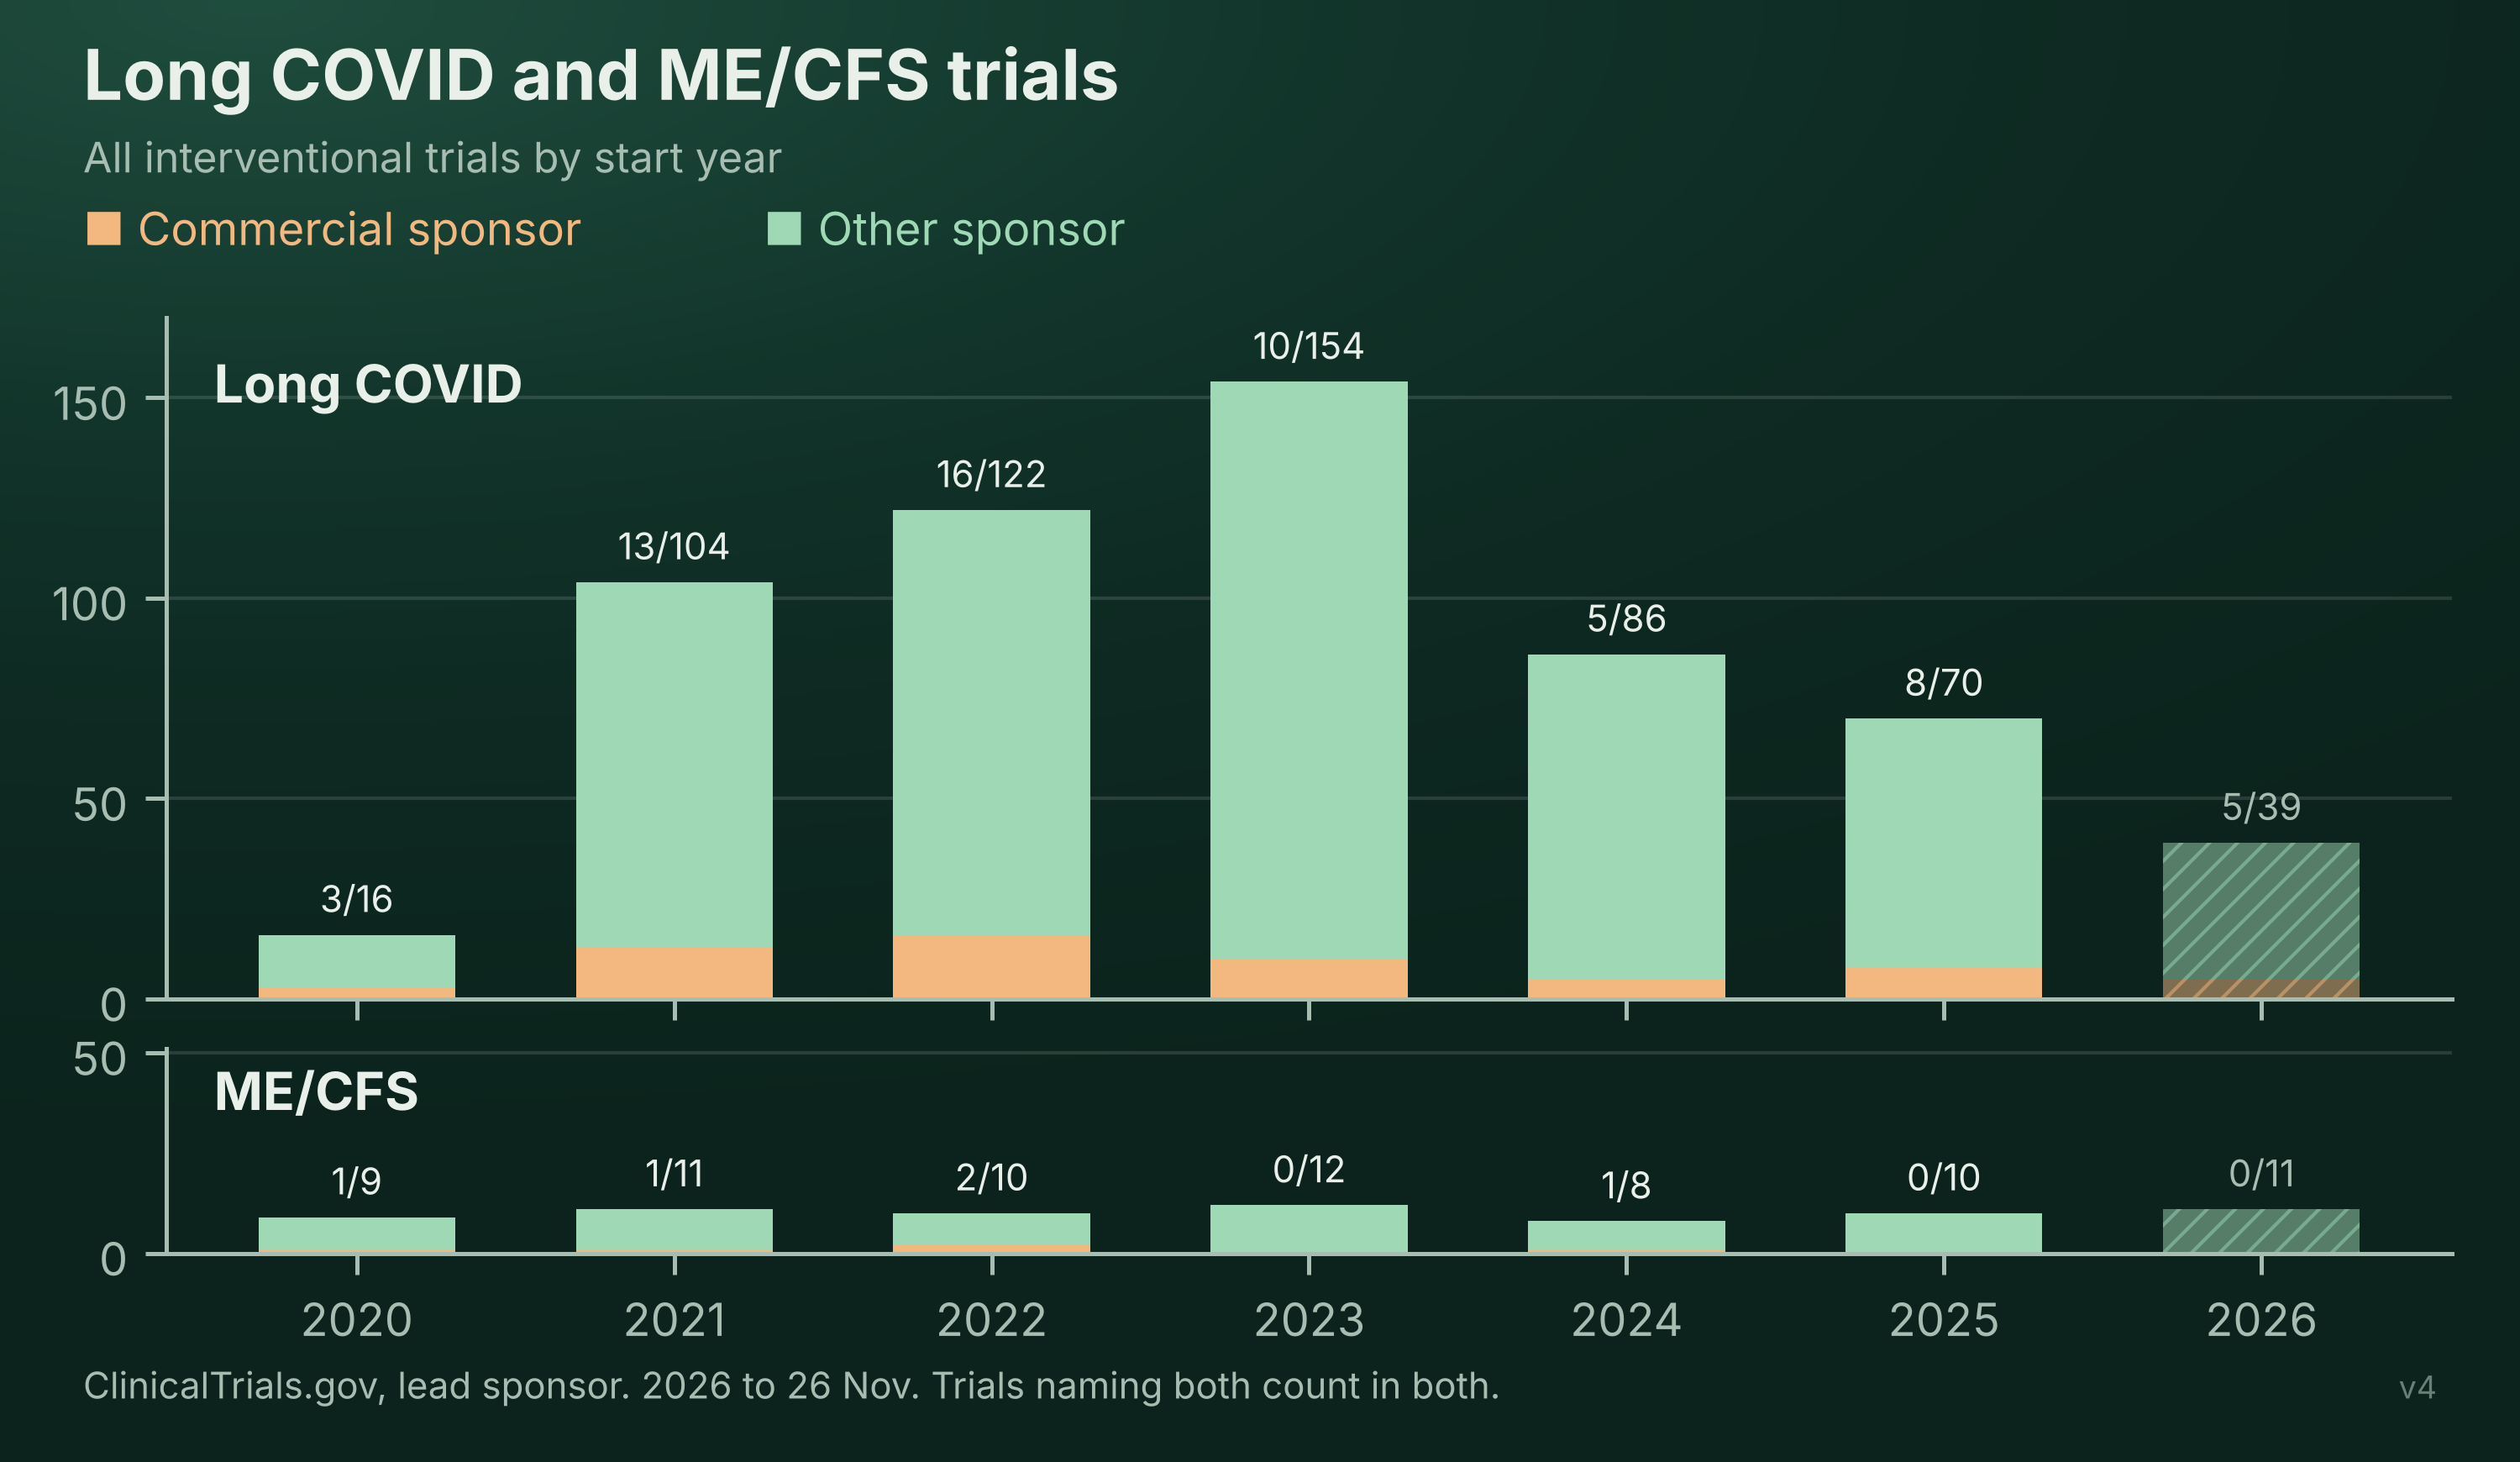 Long COVID and ME/CFS trials
All interventional trials by start year
Commercial sponsor Other sponsor
10/154
150 Long COVID
16/122
13/104
100
5/86
8/70
50 5/39
3/16
0
50
ME/CFS
1/9 1/11 2/10 0/12 1/8 0/10 0/11
0
2020 2021 2022 2023 2024 2025 2026
ClinicalTrials.gov, lead sponsor. 2026 to 26 Nov. Trials naming both count in both.
v4